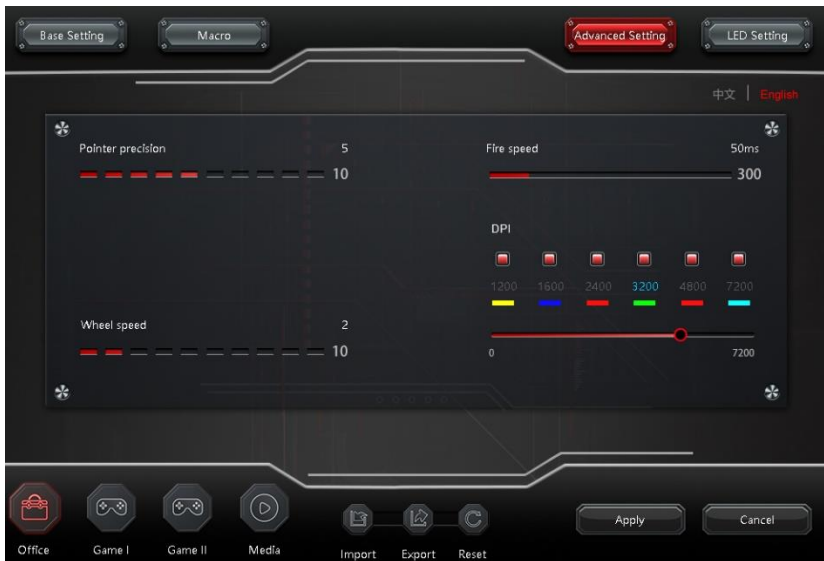 Base Setting
Macro
Advanced Setting
LED Setting
中文 | English
Pointer precision 5
10
Fire speed 50ms
300
DPI
1200 1600 2400 3200 4800 7200
0 7200
Wheel speed 2
10
Office
Game I
Game II
Media
Import
Export
Reset
Apply
Cancel